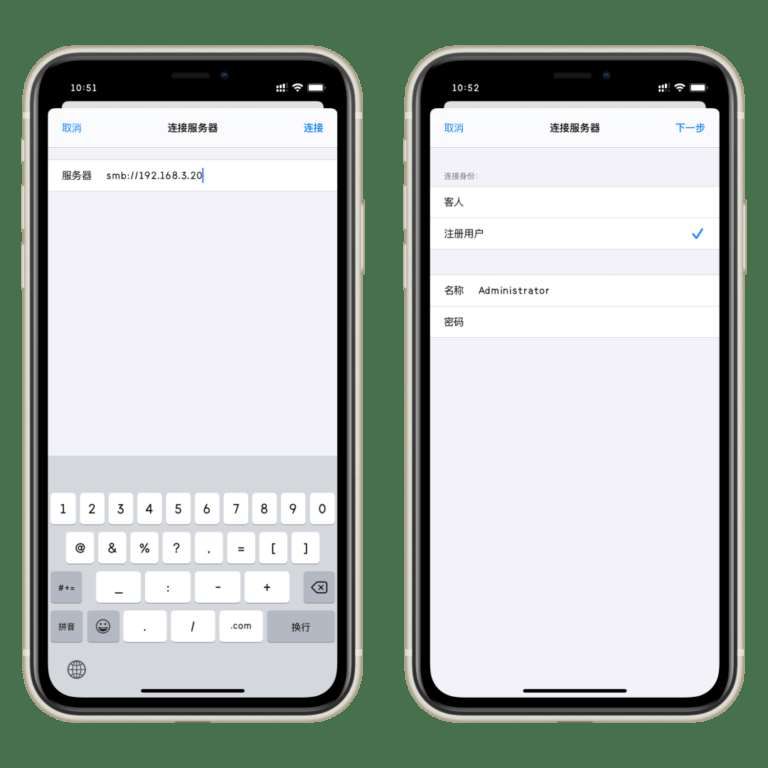 10:51
取消 连接服务器 连接
服务器 smb://192.168.3.20
1 2 3 4 5 6 7 8 9 0
@ & % ? , = [ ]
#+= _ : - +
拼音 . / .com 换行
10:52
取消 连接服务器 下一步
连接身份:
客人
注册用户
名称 Administrator
密码